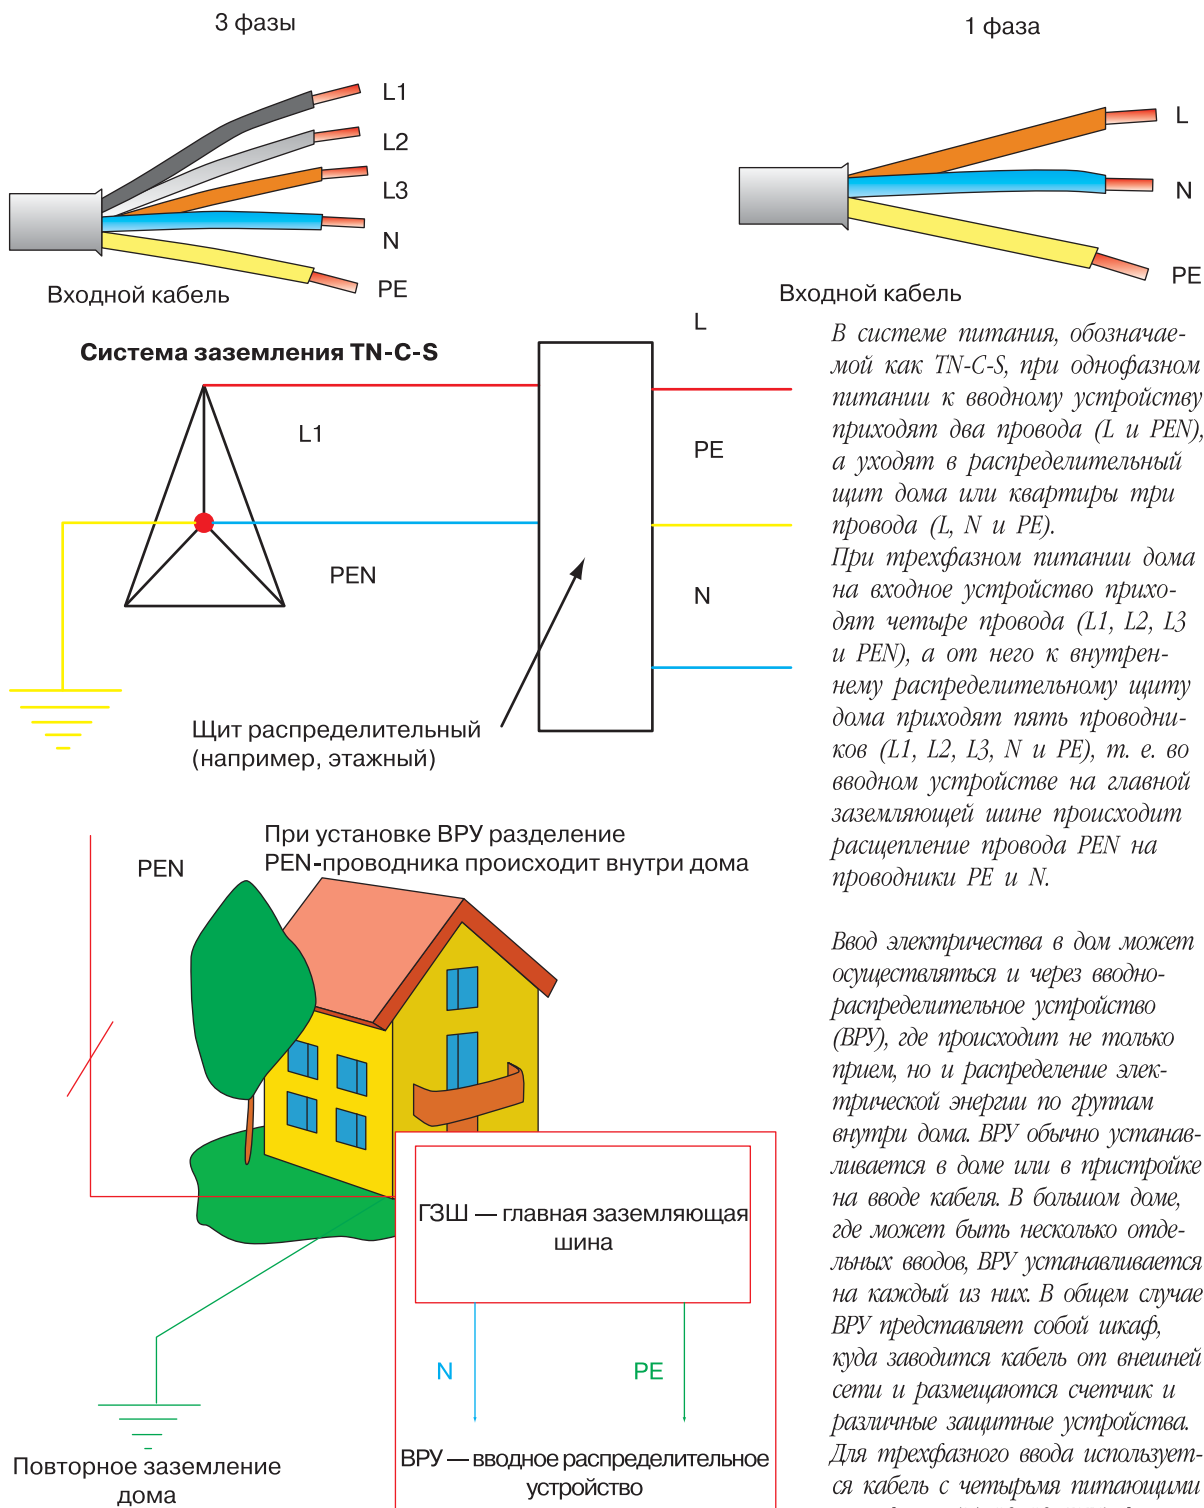 3 фазы
1 фаза
L1
L2
L3
N
PE
Входной кабель
L
N
PE
Входной кабель
Система заземления TN-C-S
L1
PEN
L
PE
N
Щит распределительный
(например, этажный)
В системе питания, обозначае-
мой как TN-C-S, при однофазном
питании к вводному устройству
приходят два провода (L и PEN),
а уходят в распределительный
щит дома или квартиры три
провода (L, N и PE).
При трехфазном питании дома
на входное устройство прихо-
дят четыре провода (L1, L2, L3
и PEN), а от него к внутрен-
нему распределительному щиту
дома приходят пять проводни-
ков (L1, L2, L3, N и PE), т. е. во
вводном устройстве на главной
заземляющей шине происходит
расщепление провода PEN на
проводники PE и N.
При установке ВРУ разделение
PEN-проводника происходит внутри дома
PEN
ГЗШ — главная заземляющая
шина
N
PE
ВРУ — вводное распределительное
устройство
Повторное заземление
дома
Ввод электричества в дом может
осуществляться и через вводно-
распределительное устройство
(ВРУ), где происходит не только
прием, но и распределение элек-
трической энергии по группам
внутри дома. ВРУ обычно устанав-
ливается в доме или в пристройке
на вводе кабеля. В большом доме,
где может быть несколько отде-
льных вводов, ВРУ устанавливается
на каждый из них. В общем случае
ВРУ представляет собой шкаф,
куда заводится кабель от внешней
сети и размещаются счетчик и
различные защитные устройства.
Для трехфазного ввода использует-
ся кабель с четырьмя питающими